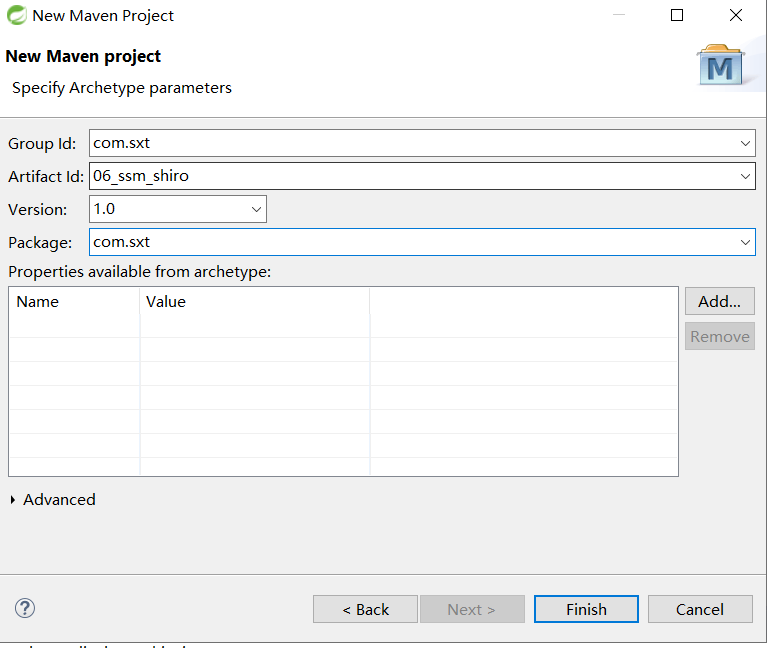 New Maven Project
New Maven project
Specify Archetype parameters
M
Group Id: com.sxt
Artifact Id: 06_ssm_shiro
Version: 1.0
Package: com.sxt
Properties available from archetype:
Name Value
Add...
Remove
Advanced
? < Back Next > Finish Cancel